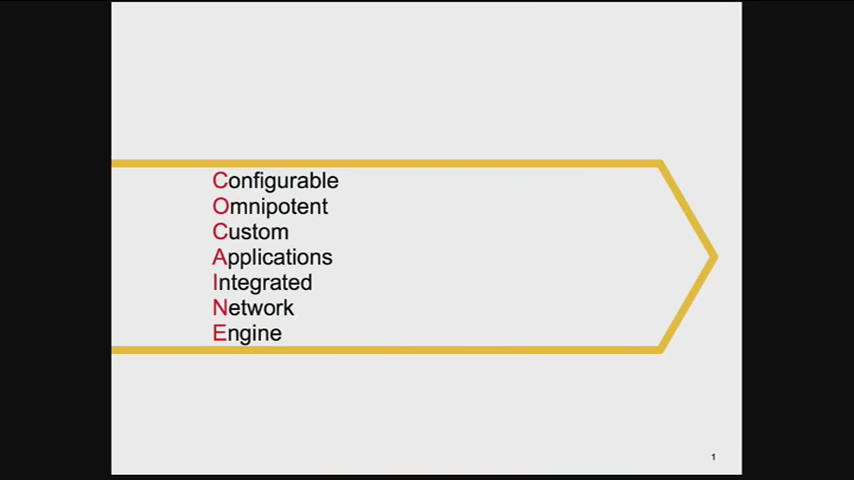 Configurable
Omnipotent
Custom
Applications
Integrated
Network
Engine
1